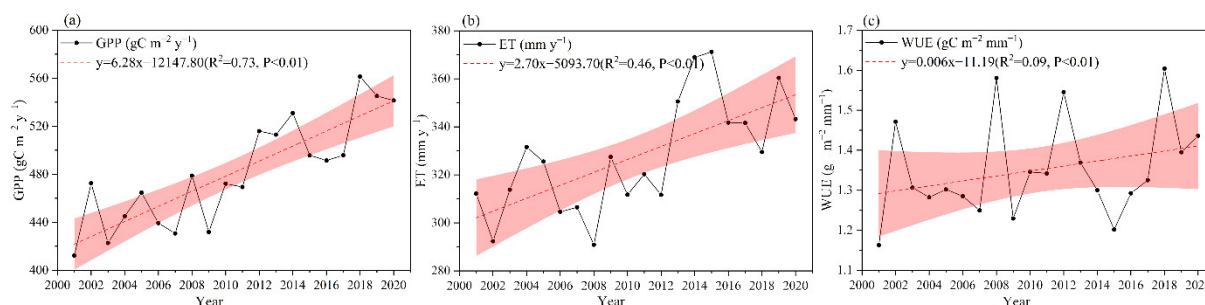 (a)
GPP (gC m⁻² y⁻¹)
y=6.28x−12147.80(R²=0.73, P<0.01)
600
560
520
480
440
400
GPP (gC m⁻² y⁻¹)
2000 2002 2004 2006 2008 2010 2012 2014 2016 2018 2020
Year
(b)
ET (mm y⁻¹)
y=2.70x−5093.70(R²=0.46, P<0.01)
380
360
340
320
300
280
ET (mm y⁻¹)
2000 2002 2004 2006 2008 2010 2012 2014 2016 2018 2020
Year
(c)
WUE (gC m⁻² mm⁻¹)
y=0.006x−11.19(R²=0.09, P<0.01)
1.7
1.6
1.5
1.4
1.3
1.2
1.1
WUE (g m⁻² mm⁻¹)
2000 2002 2004 2006 2008 2010 2012 2014 2016 2018 2020
Year